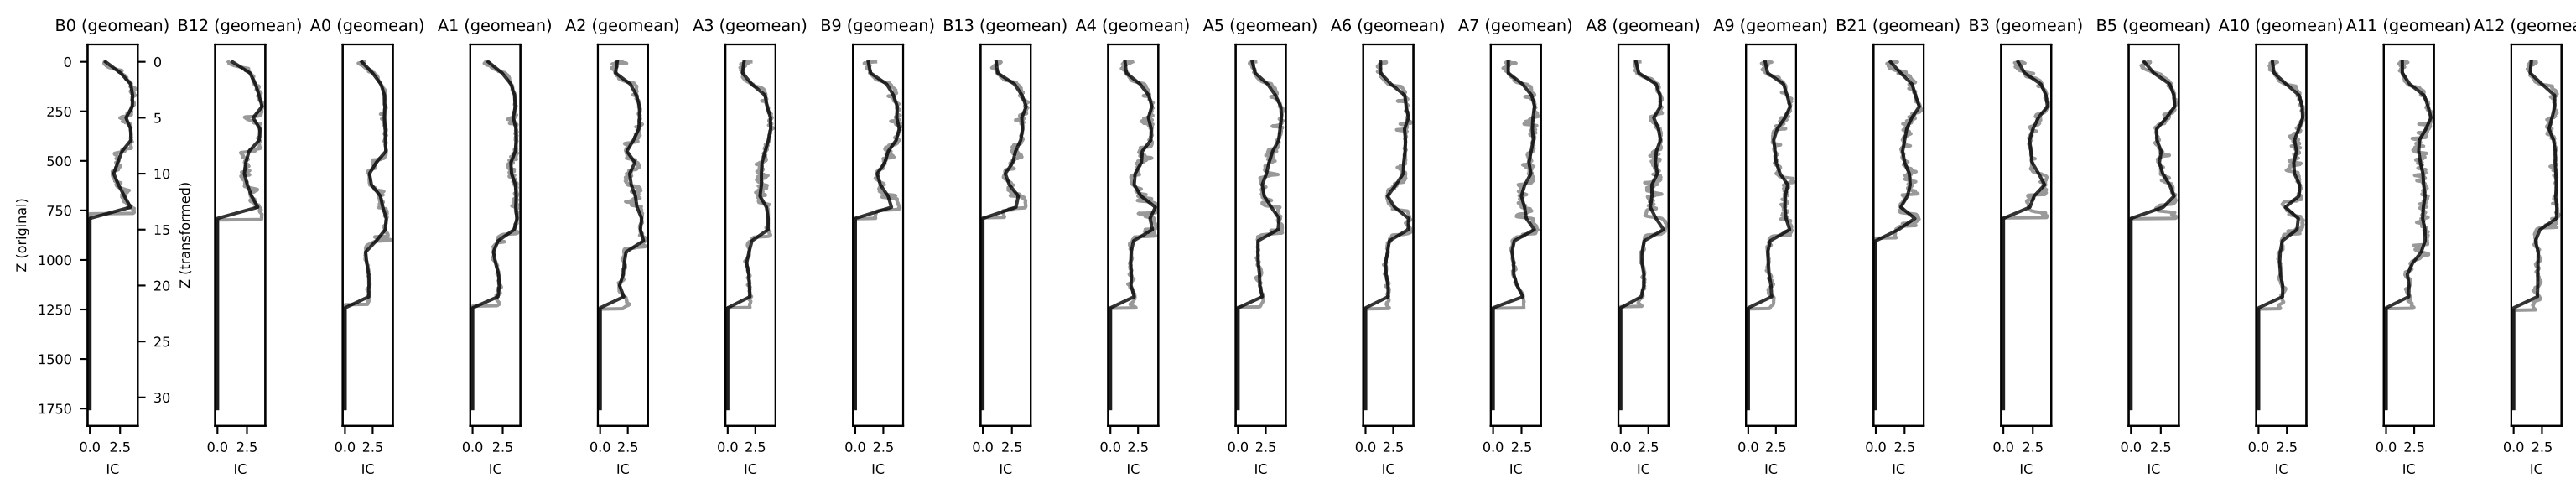 B0 (geomean) B12 (geomean) A0 (geomean) A1 (geomean) A2 (geomean) A3 (geomean) B9 (geomean) B13 (geomean) A4 (geomean) A5 (geomean) A6 (geomean) A7 (geomean) A8 (geomean) A9 (geomean) B21 (geomean) B3 (geomean) B5 (geomean) A10 (geomean) A11 (geomean) A12 (geomea
0 0
250 5
500 10
750 15
1000 20
1250 25
1500 30
1750
Z (original)
Z (transformed)
0.0 2.5 0.0 2.5 0.0 2.5 0.0 2.5 0.0 2.5 0.0 2.5 0.0 2.5 0.0 2.5 0.0 2.5 0.0 2.5 0.0 2.5 0.0 2.5 0.0 2.5 0.0 2.5 0.0 2.5 0.0 2.5 0.0 2.5 0.0 2.5 0.0 2.5 0.0 2.5
IC IC IC IC IC IC IC IC IC IC IC IC IC IC IC IC IC IC IC IC